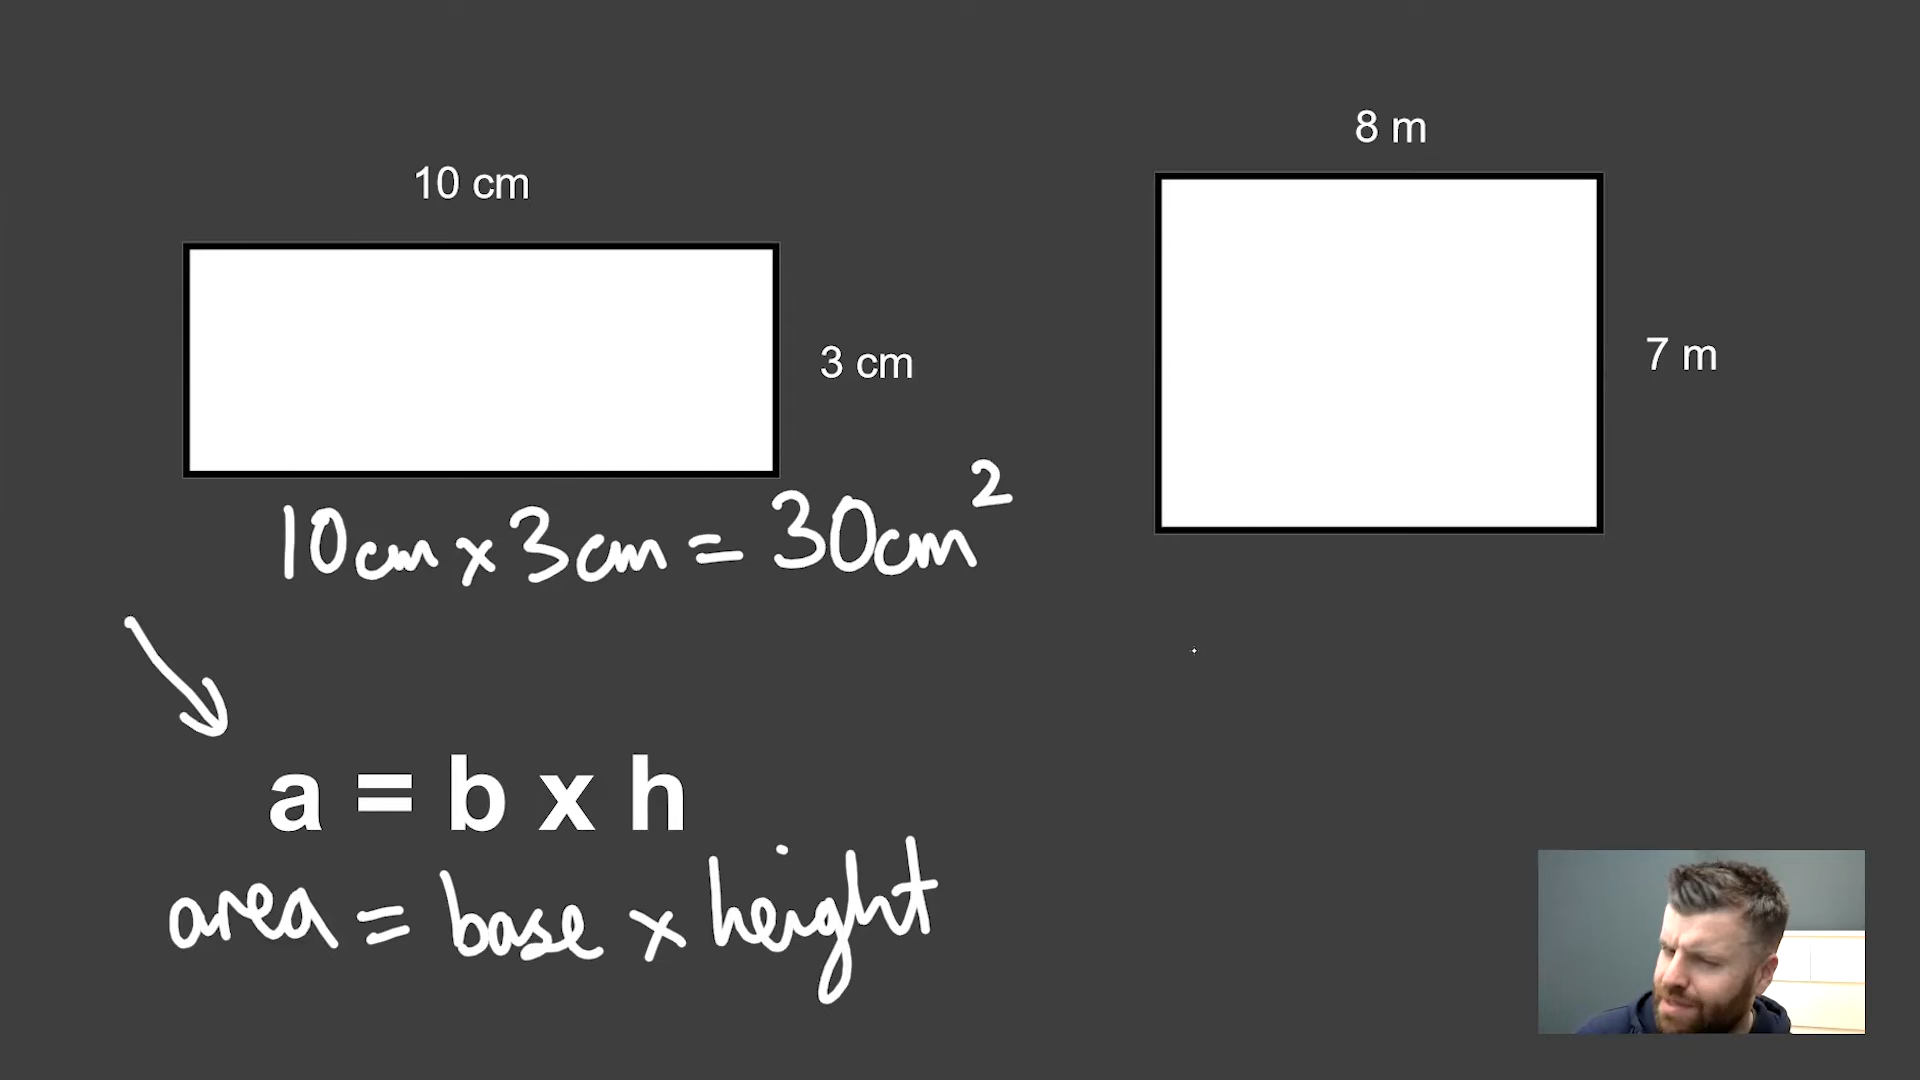 10 cm
3 cm
10cm x 3cm = 30cm²
a = b x h
area = base x height
8 m
7 m